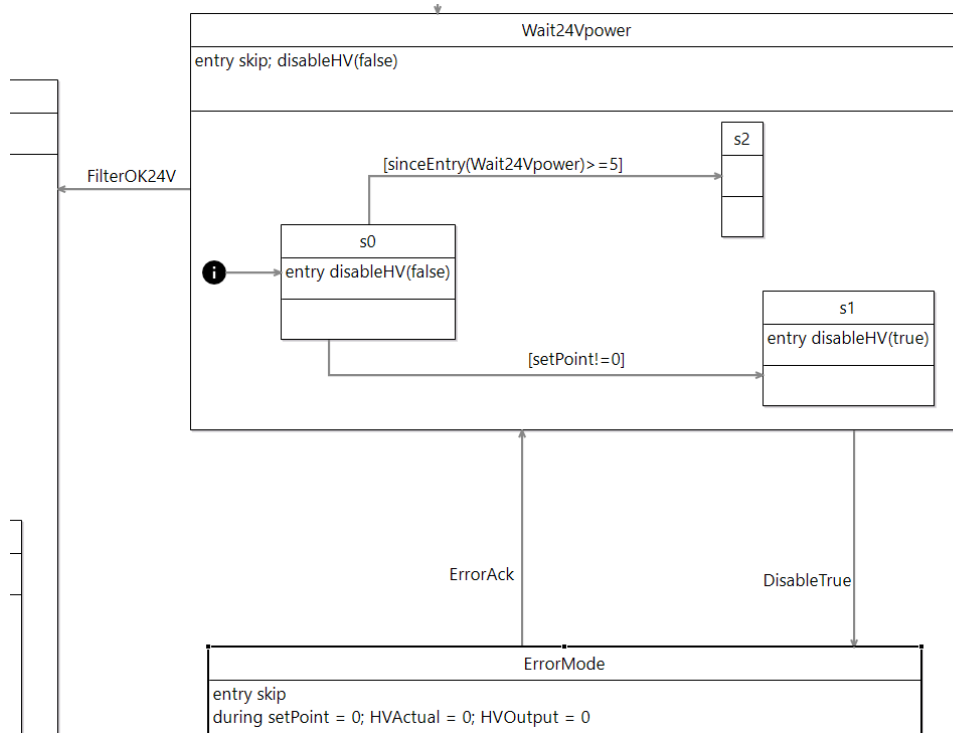 Wait24Vpower
entry skip; disableHV(false)
s2
[sinceEntry(Wait24Vpower)>=5]
FilterOK24V
s0
i
entry disableHV(false)
s1
entry disableHV(true)
[setPoint!=0]
ErrorAck
DisableTrue
ErrorMode
entry skip
during setPoint = 0; HVActual = 0; HVOutput = 0